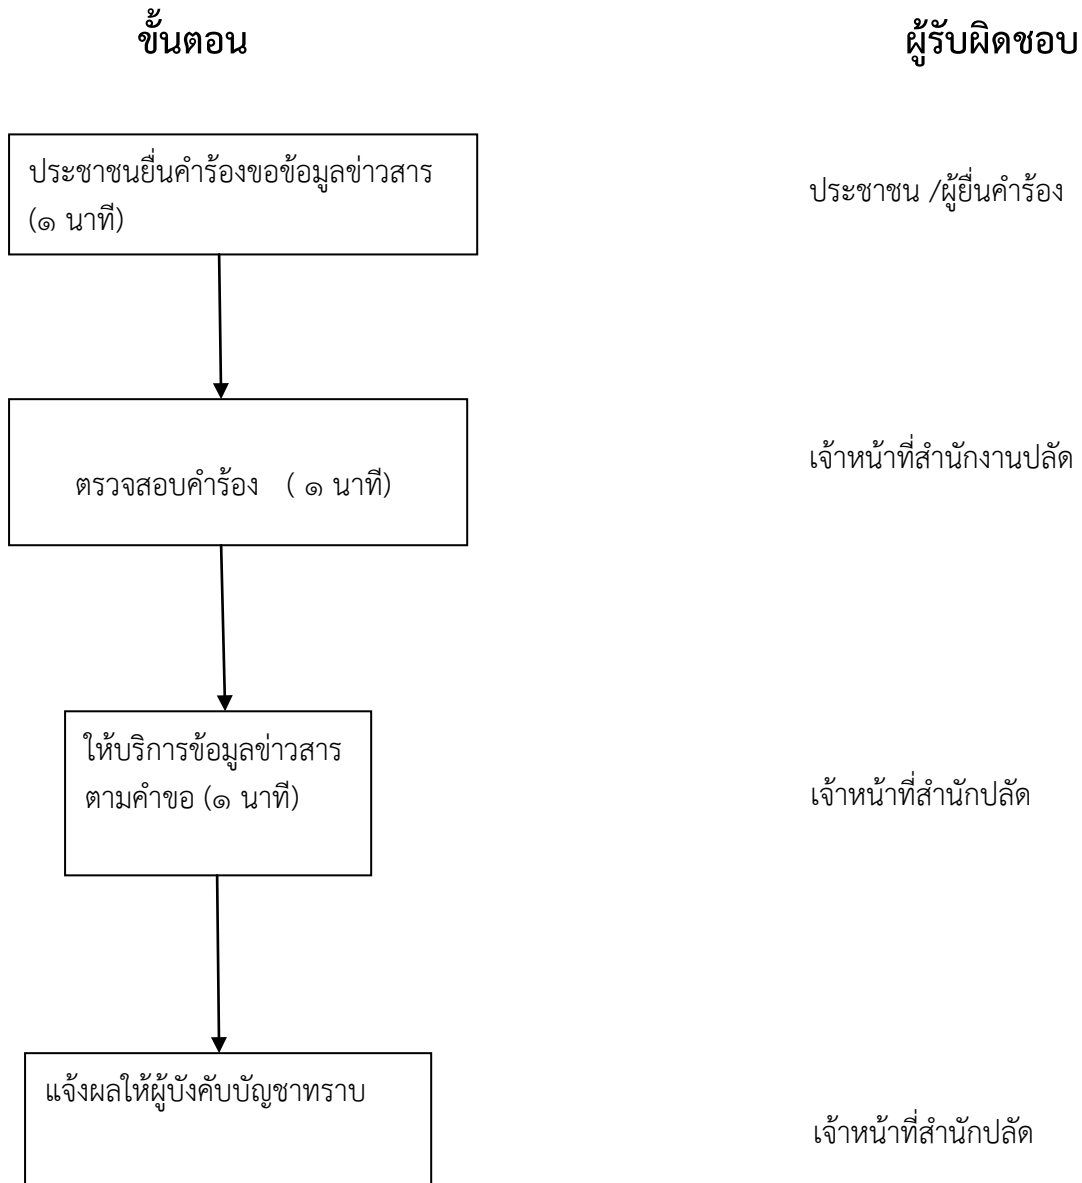 ขั้นตอน
ผู้รับผิดชอบ
ประชาชนยื่นคำร้องขอข้อมูลข่าวสาร
(๑ นาที)
ประชาชน /ผู้ยื่นคำร้อง
ตรวจสอบคำร้อง ( ๑ นาที)
เจ้าหน้าที่สำนักงานปลัด
ให้บริการข้อมูลข่าวสาร
ตามคำขอ (๑ นาที)
เจ้าหน้าที่สำนักปลัด
แจ้งผลให้ผู้บังคับบัญชาทราบ
เจ้าหน้าที่สำนักปลัด